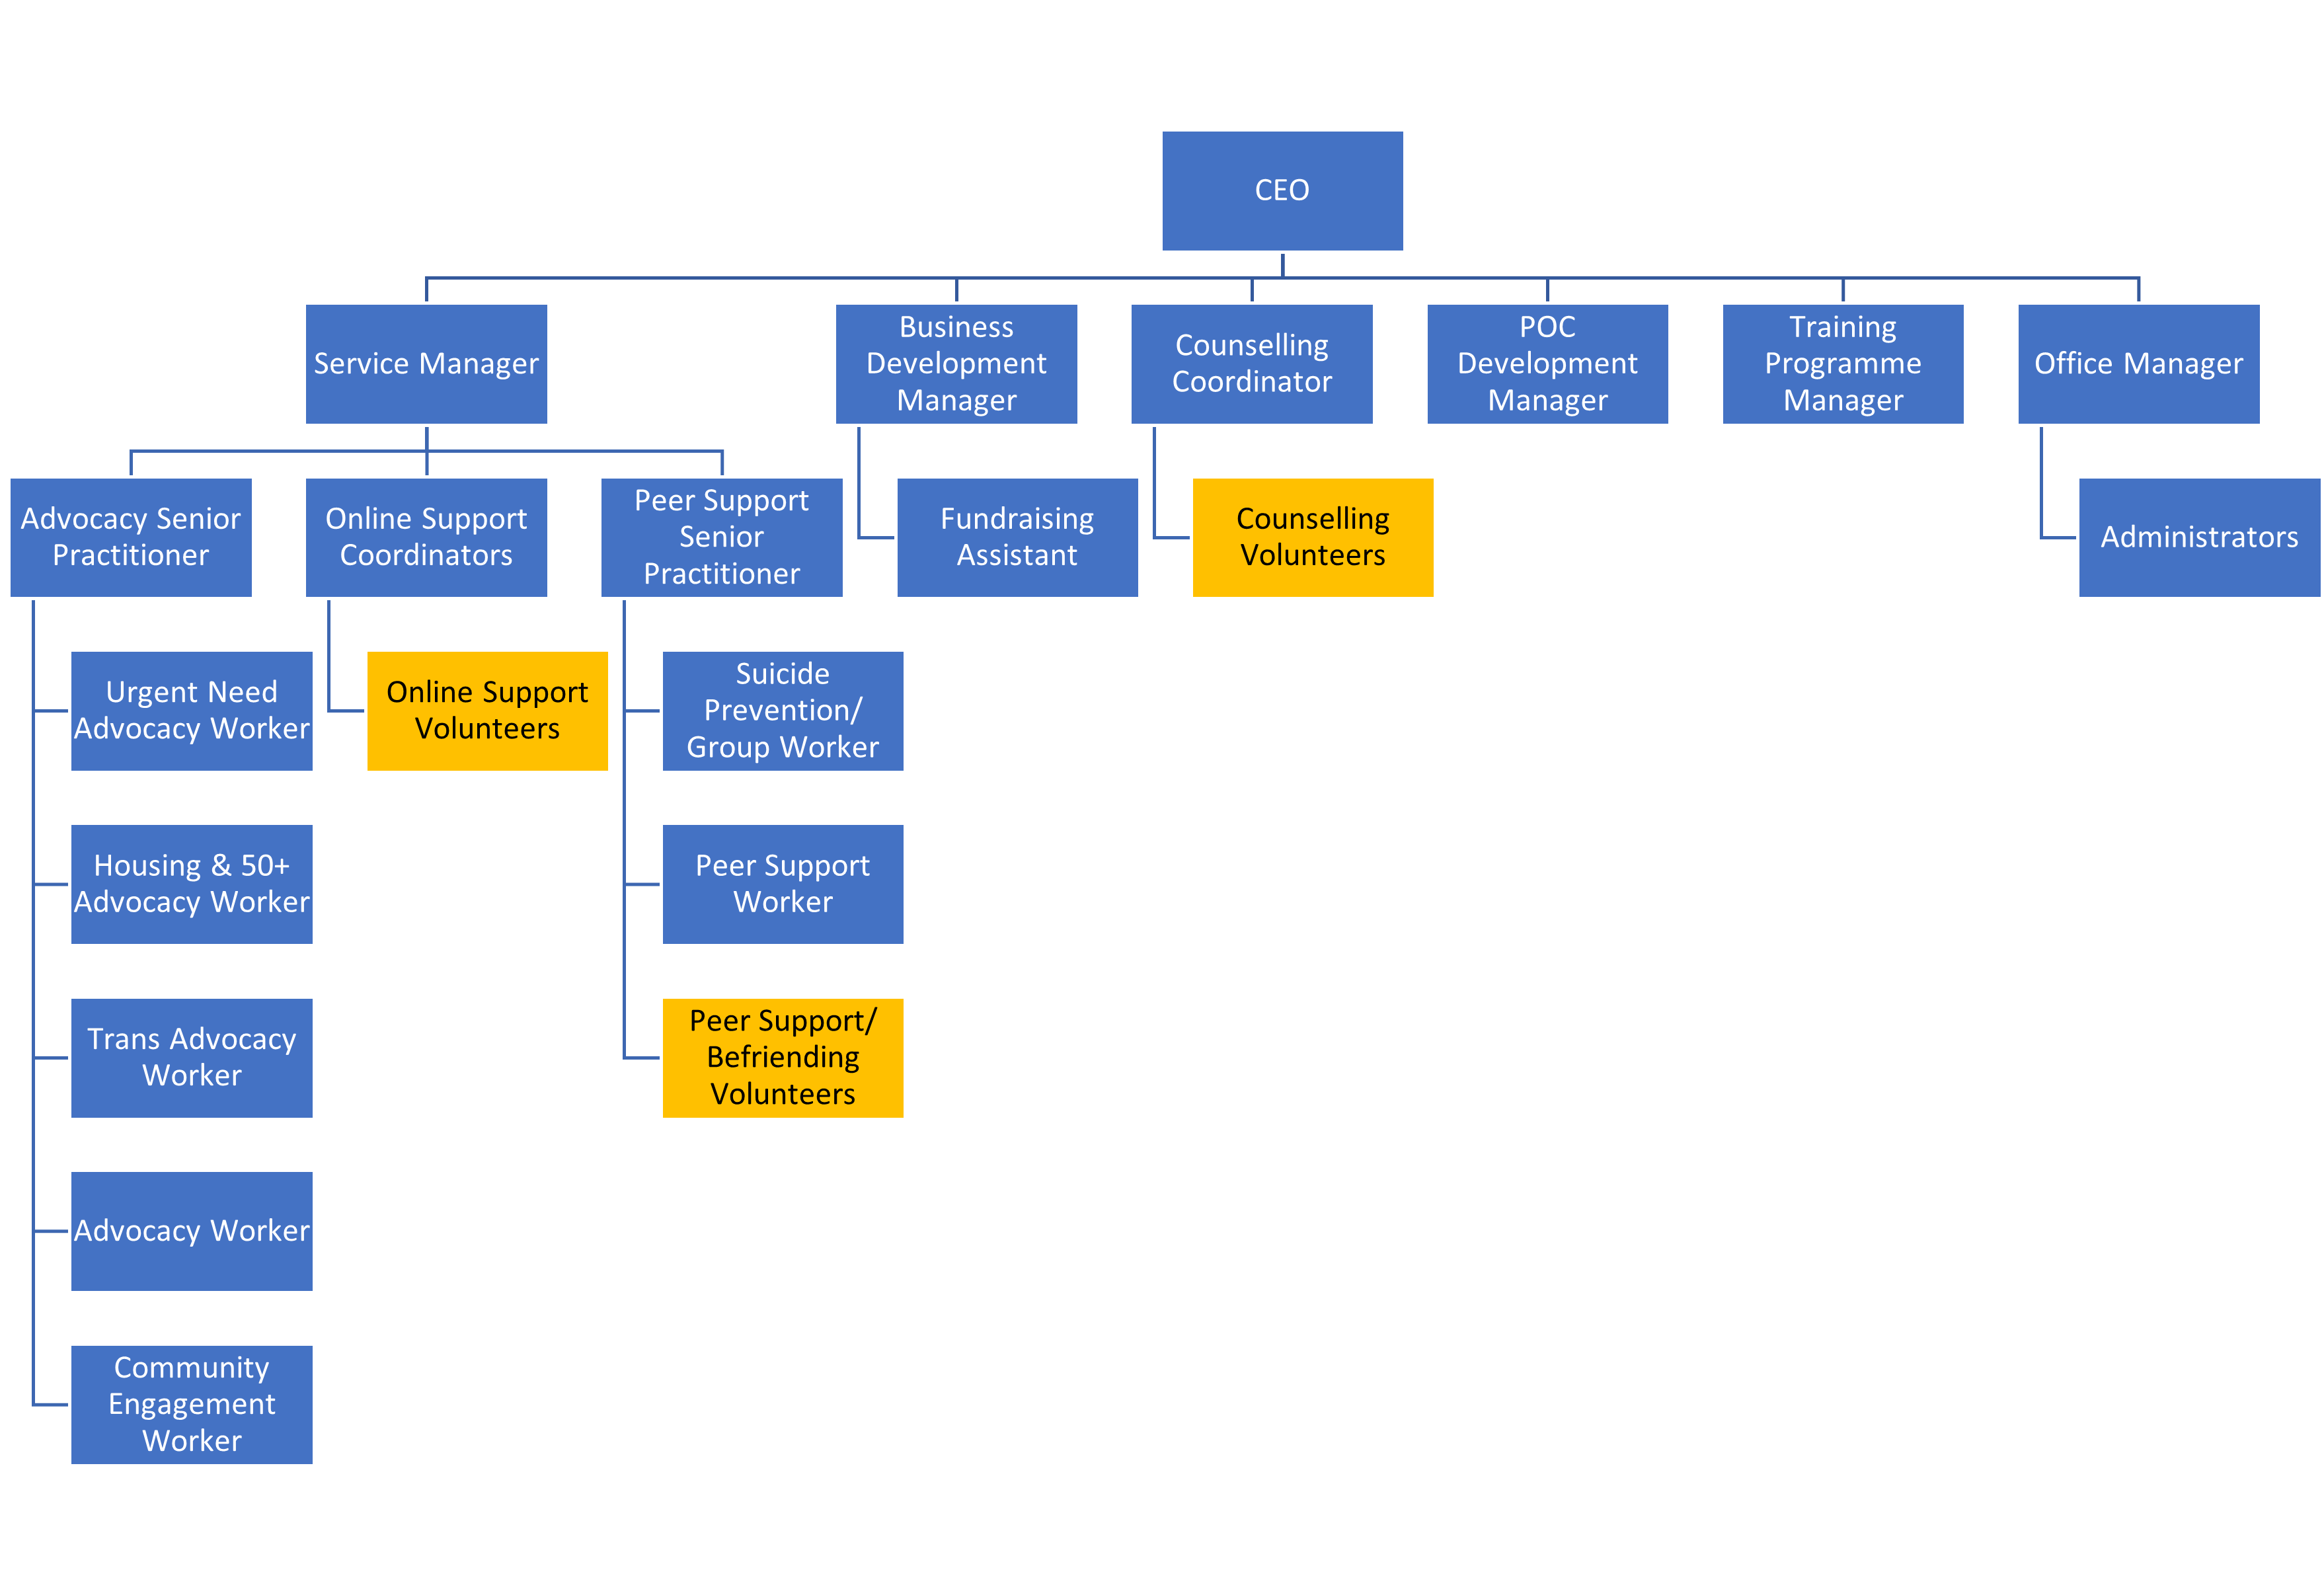 CEO
Service Manager
Business
Development
Manager
Counselling
Coordinator
POC
Development
Manager
Training
Programme
Manager
Office Manager
Advocacy Senior
Practitioner
Online Support
Coordinators
Peer Support
Senior
Practitioner
Fundraising
Assistant
Counselling
Volunteers
Administrators
Urgent Need
Advocacy Worker
Online Support
Volunteers
Suicide
Prevention/
Group Worker
Housing & 50+
Advocacy Worker
Peer Support
Worker
Trans Advocacy
Worker
Peer Support/
Befriending
Volunteers
Advocacy Worker
Community
Engagement
Worker